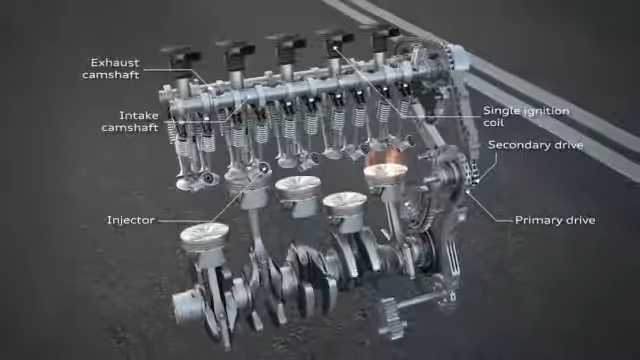 Exhaust
camshaft
Intake
camshaft
Single ignition
coil
Secondary drive
Injector
Primary drive